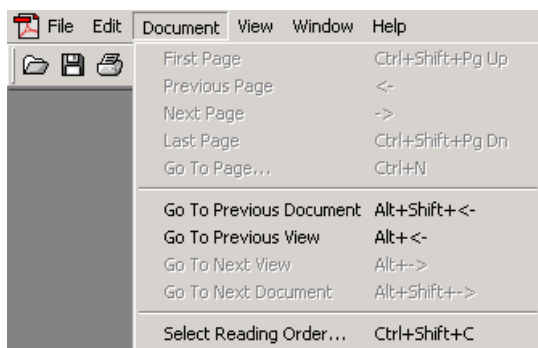 File Edit Document View Window Help
First Page Ctrl+Shift+Pg Up
Previous Page <-
Next Page ->
Last Page Ctrl+Shift+Pg Dn
Go To Page... Ctrl+N
Go To Previous Document Alt+Shift+<-
Go To Previous View Alt+<-
Go To Next View Alt+->
Go To Next Document Alt+Shift+->
Select Reading Order... Ctrl+Shift+C